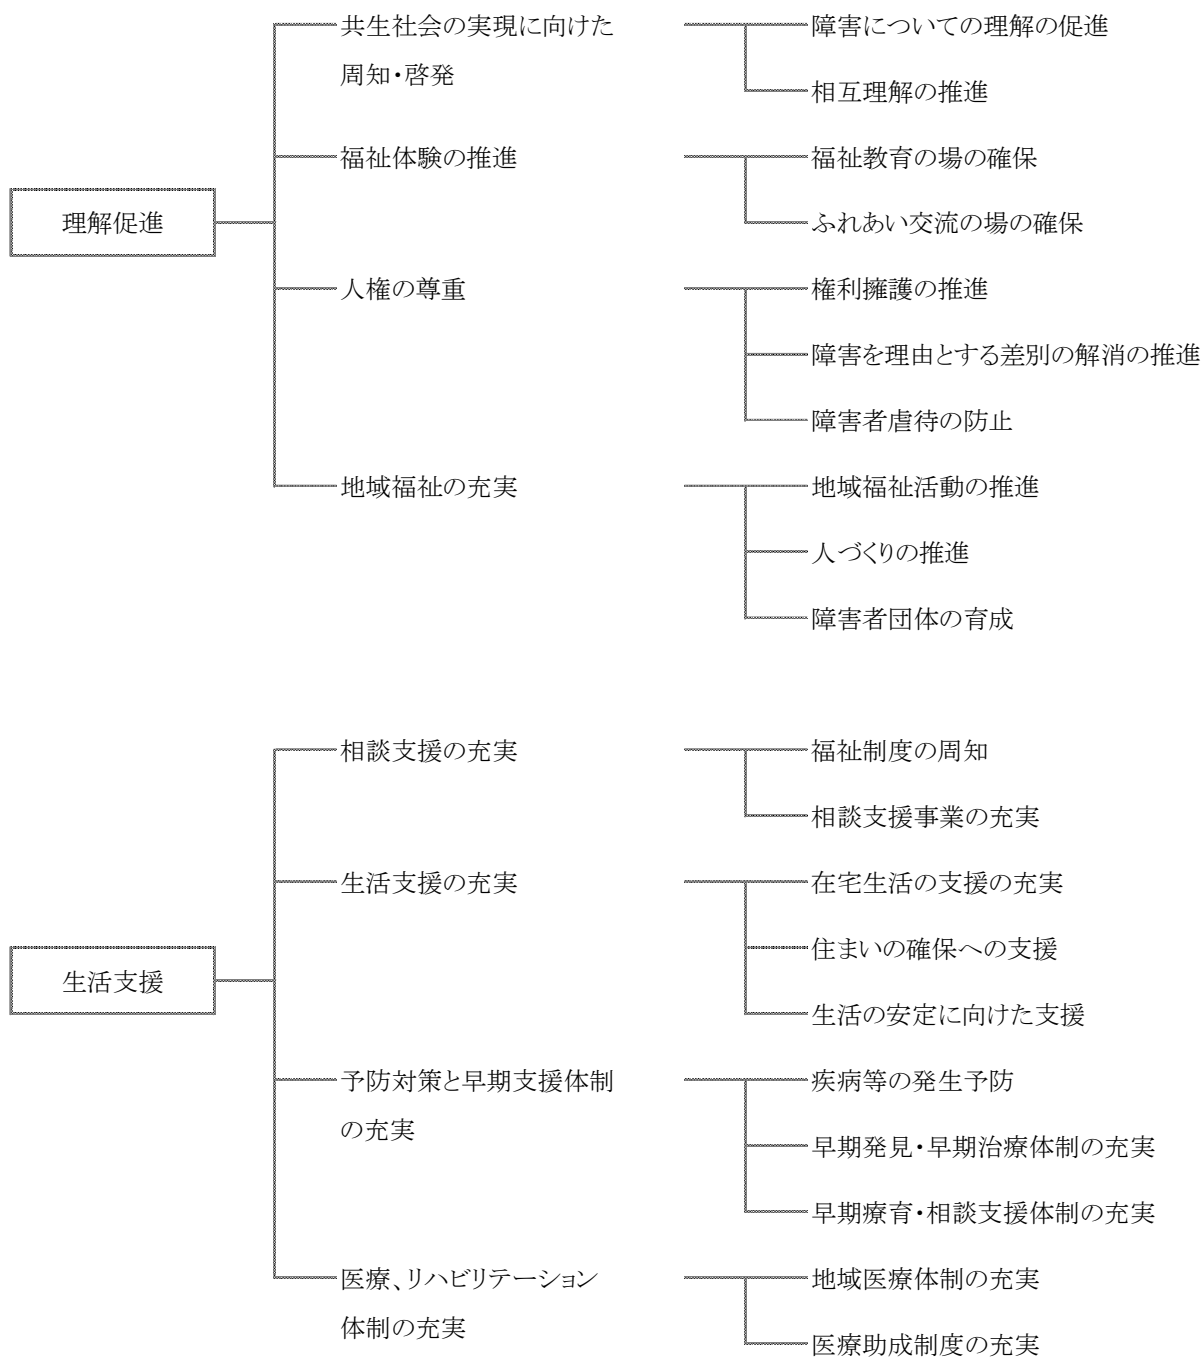 理解促進
共生社会の実現に向けた
周知・啓発
障害についての理解の促進
相互理解の推進
福祉体験の推進
福祉教育の場の確保
ふれあい交流の場の確保
人権の尊重
権利擁護の推進
障害を理由とする差別の解消の推進
障害者虐待の防止
地域福祉の充実
地域福祉活動の推進
人づくりの推進
障害者団体の育成
生活支援
相談支援の充実
福祉制度の周知
相談支援事業の充実
生活支援の充実
在宅生活の支援の充実
住まいの確保への支援
生活の安定に向けた支援
予防対策と早期支援体制
の充実
疾病等の発生予防
早期発見・早期治療体制の充実
早期療育・相談支援体制の充実
医療、リハビリテーション
体制の充実
地域医療体制の充実
医療助成制度の充実